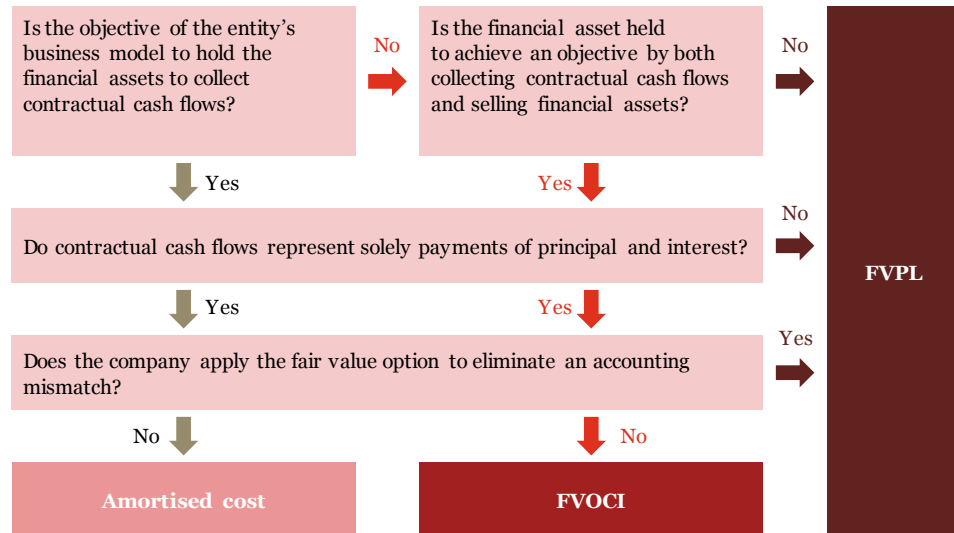 Is the objective of the entity's
business model to hold the
financial assets to collect
contractual cash flows?
No
Is the financial asset held
to achieve an objective by both
collecting contractual cash flows
and selling financial assets?
No
Yes
Yes
Do contractual cash flows represent solely payments of principal and interest?
No
FVPL
Yes
Yes
Does the company apply the fair value option to eliminate an accounting
mismatch?
Yes
No
No
Amortised cost
FVOCI